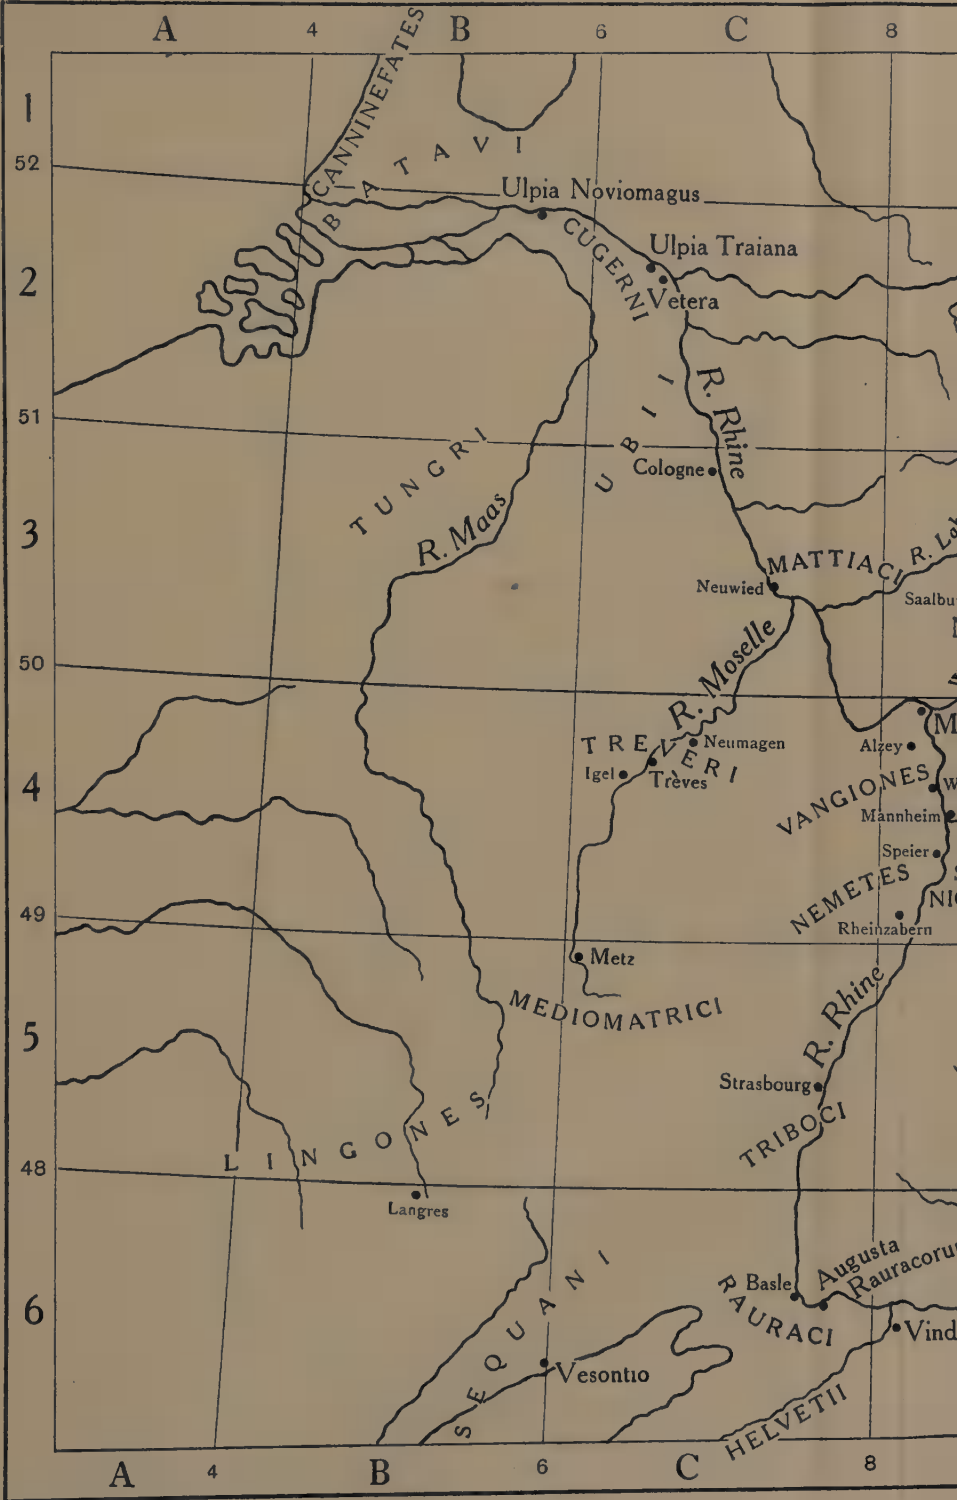 A 4 B 6 C 8
1
52
CANNINEFATES
BATAVI
Ulpia Noviomagus
CUGERNI
Ulpia Traiana
Vetera
2
51
UBII
R. Rhine
Cologne
TUNGRI
R. Maas
3
MATTIACI
R. Lah
Neuwied
Saalbu
50
R. Moselle
TREVERI
Neumagen
Igel
Trèves
M
Alzey
4
VANGIONES
W
Mannheim
Speier
NEMETES
NIC
Rheinzabern
49
Metz
MEDIOMATRICI
R. Rhine
5
Strasbourg
TRIBOCI
LINGONES
48
Langres
SEQUANI
Basle
Augusta
Rauracoru
RAURACI
6
Vind
Vesontio
HELVETII
A 4 B 6 C 8